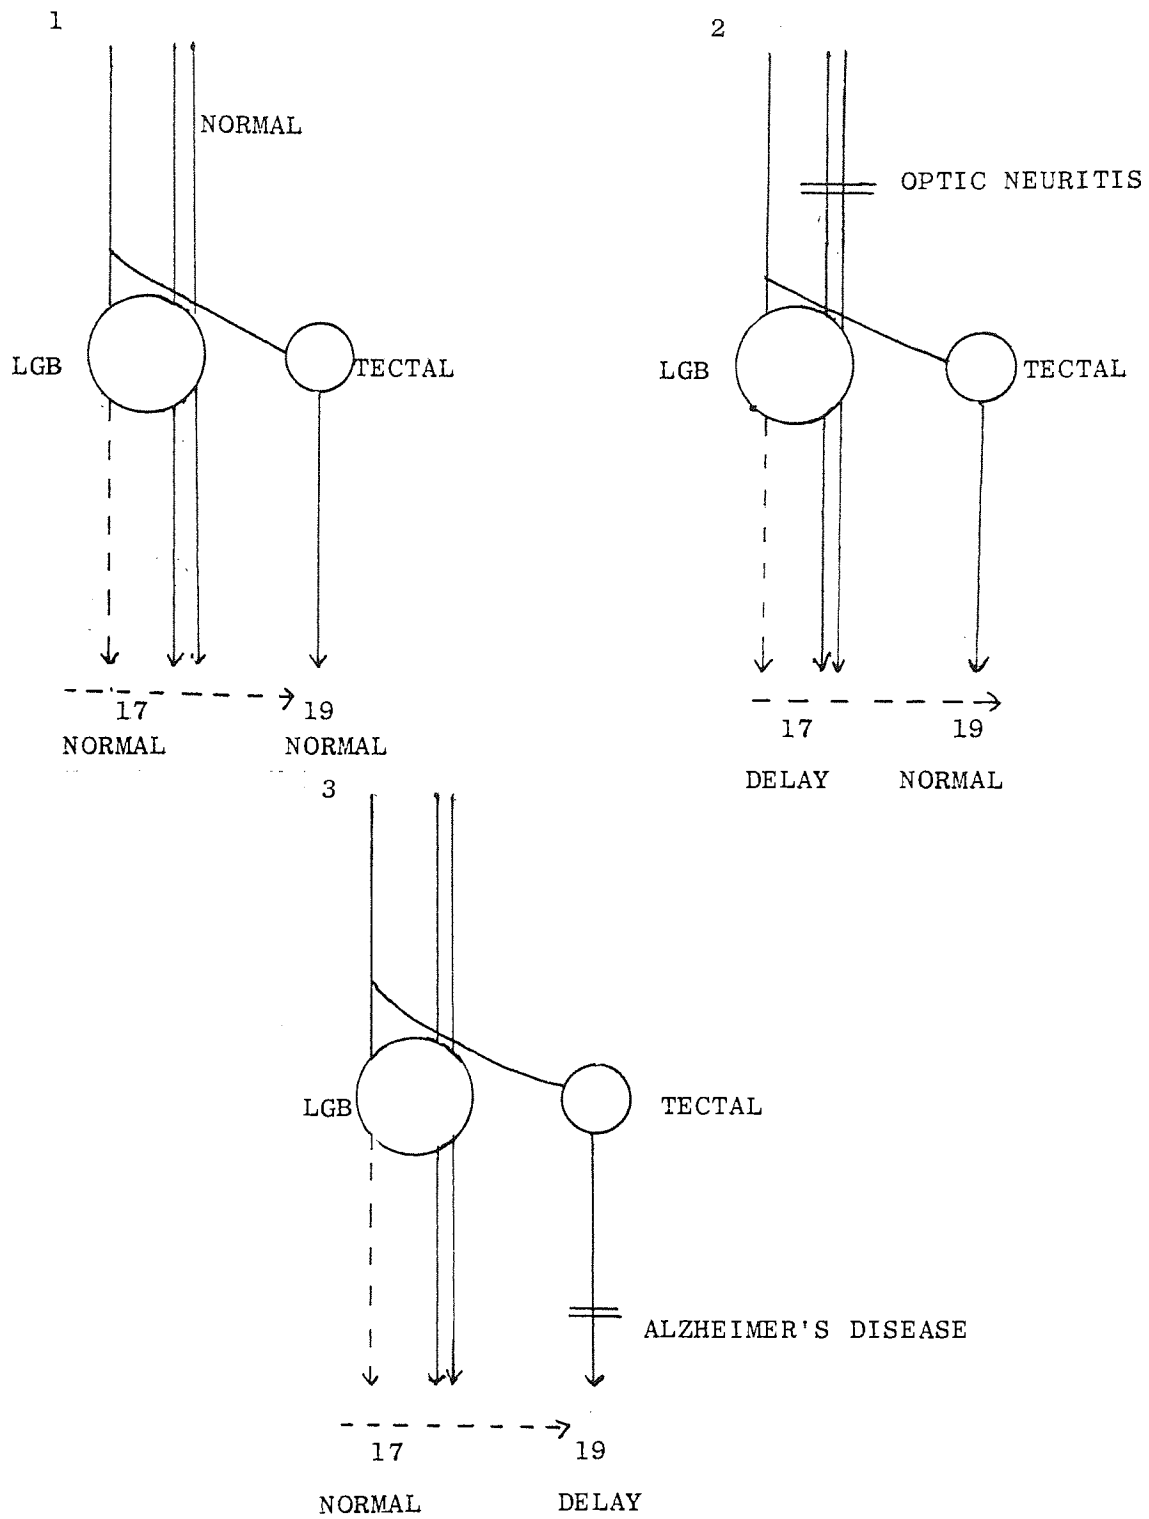 1
NORMAL
LGB
TECTAL
17
19
NORMAL
NORMAL
2
OPTIC NEURITIS
LGB
TECTAL
17
19
DELAY
NORMAL
3
LGB
TECTAL
ALZHEIMER'S DISEASE
17
19
NORMAL
DELAY